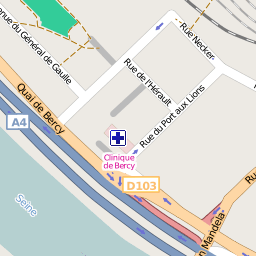 enue du Général de Gaulle
Rue Necker
Rue de l'Hérault
Quai de Bercy
A4
Rue du Port aux Lions
Clinique
de Bercy
D103
Seine
n Mandela
Ru